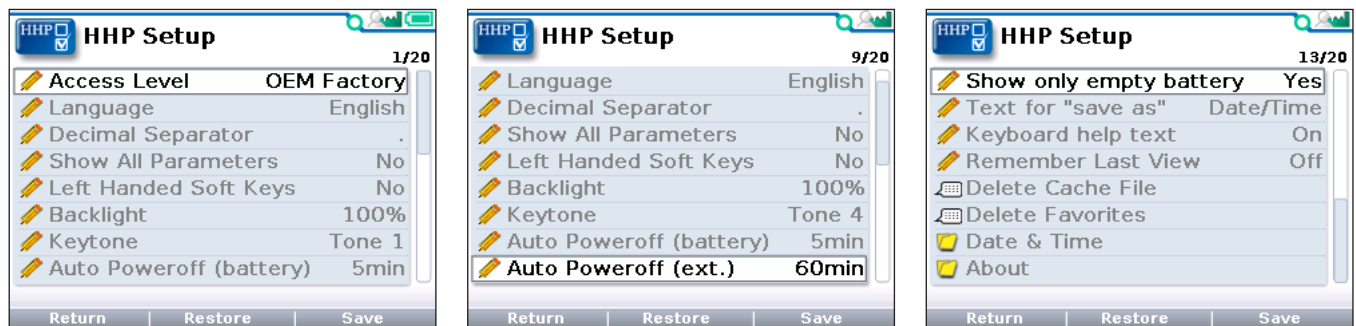 HHP
HHP Setup
1/20
Access Level OEM Factory
Language English
Decimal Separator .
Show All Parameters No
Left Handed Soft Keys No
Backlight 100%
Keytone Tone 1
Auto Poweroff (battery) 5min
Return | Restore | Save
HHP
HHP Setup
9/20
Language English
Decimal Separator .
Show All Parameters No
Left Handed Soft Keys No
Backlight 100%
Keytone Tone 4
Auto Poweroff (battery) 5min
Auto Poweroff (ext.) 60min
Return | Restore | Save
HHP
HHP Setup
13/20
Show only empty battery Yes
Text for "save as" Date/Time
Keyboard help text On
Remember Last View Off
Delete Cache File
Delete Favorites
Date & Time
About
Return | Restore | Save